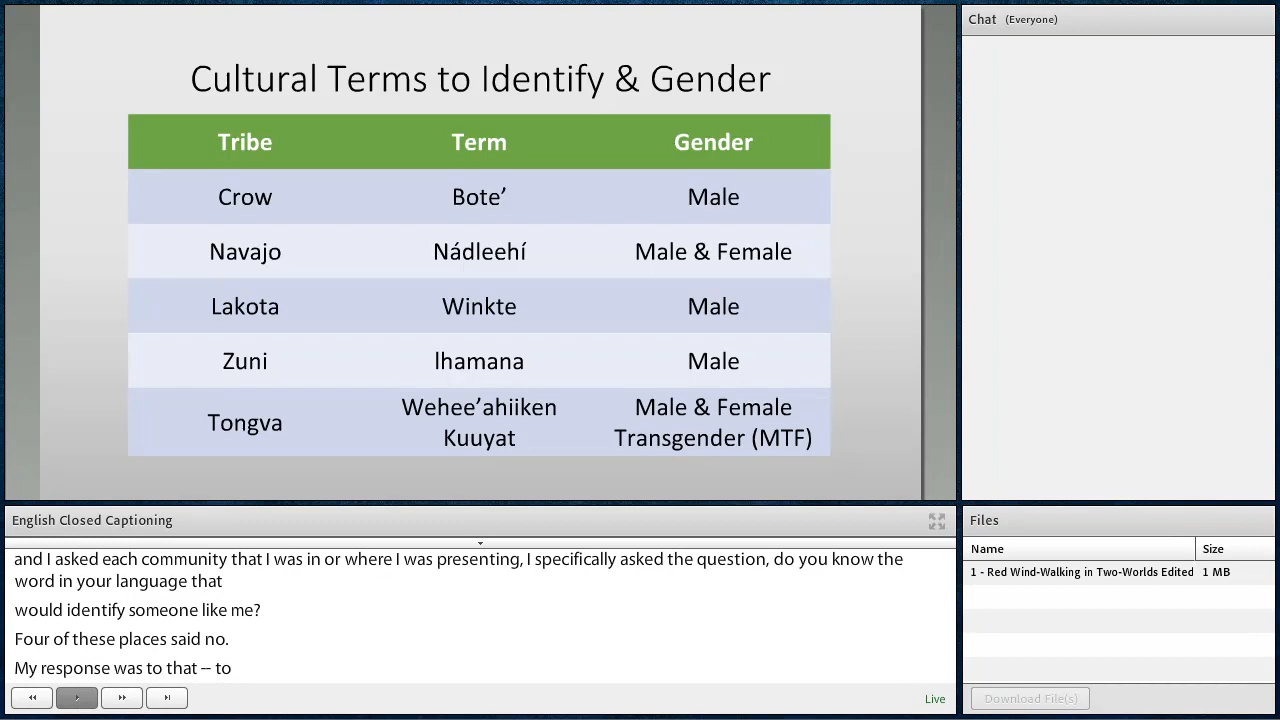 Cultural Terms to Identify & Gender
Tribe Term Gender
Crow Bote’ Male
Navajo Nádleehí Male & Female
Lakota Winkte Male
Zuni lhamana Male
Tongva Wehee’ahiiken Kuuyat Male & Female Transgender (MTF)
English Closed Captioning
and I asked each community that I was in or where I was presenting, I specifically asked the question, do you know the
word in your language that
would identify someone like me?
Four of these places said no.
My response was to that -- to
Live
Chat (Everyone)
Files
Name Size
1 - Red Wind-Walking in Two-Worlds Edited 1 MB
Download File(s)